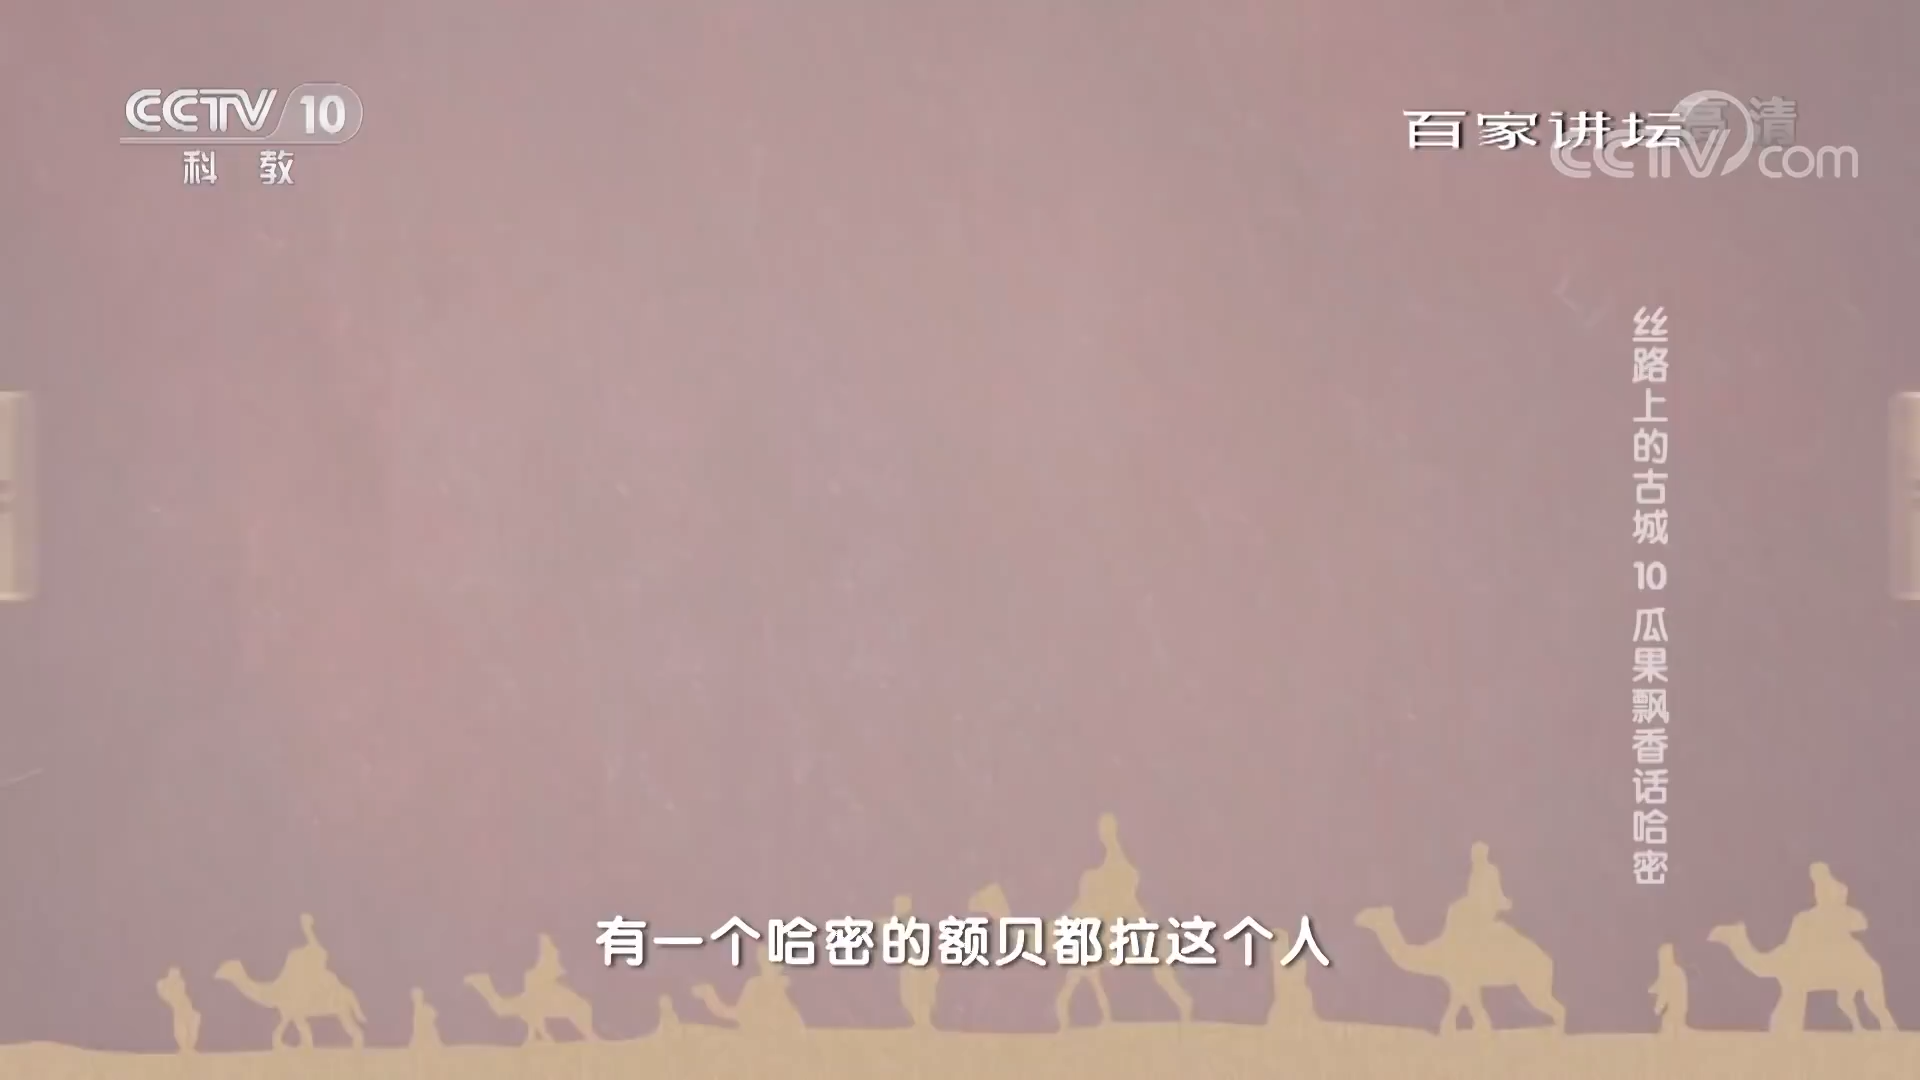 CCTV 10
科 教
百家讲坛
高清
CCTV com
丝路上的古城 10 瓜果飘香话哈密
有一个哈密的额贝都拉这个人